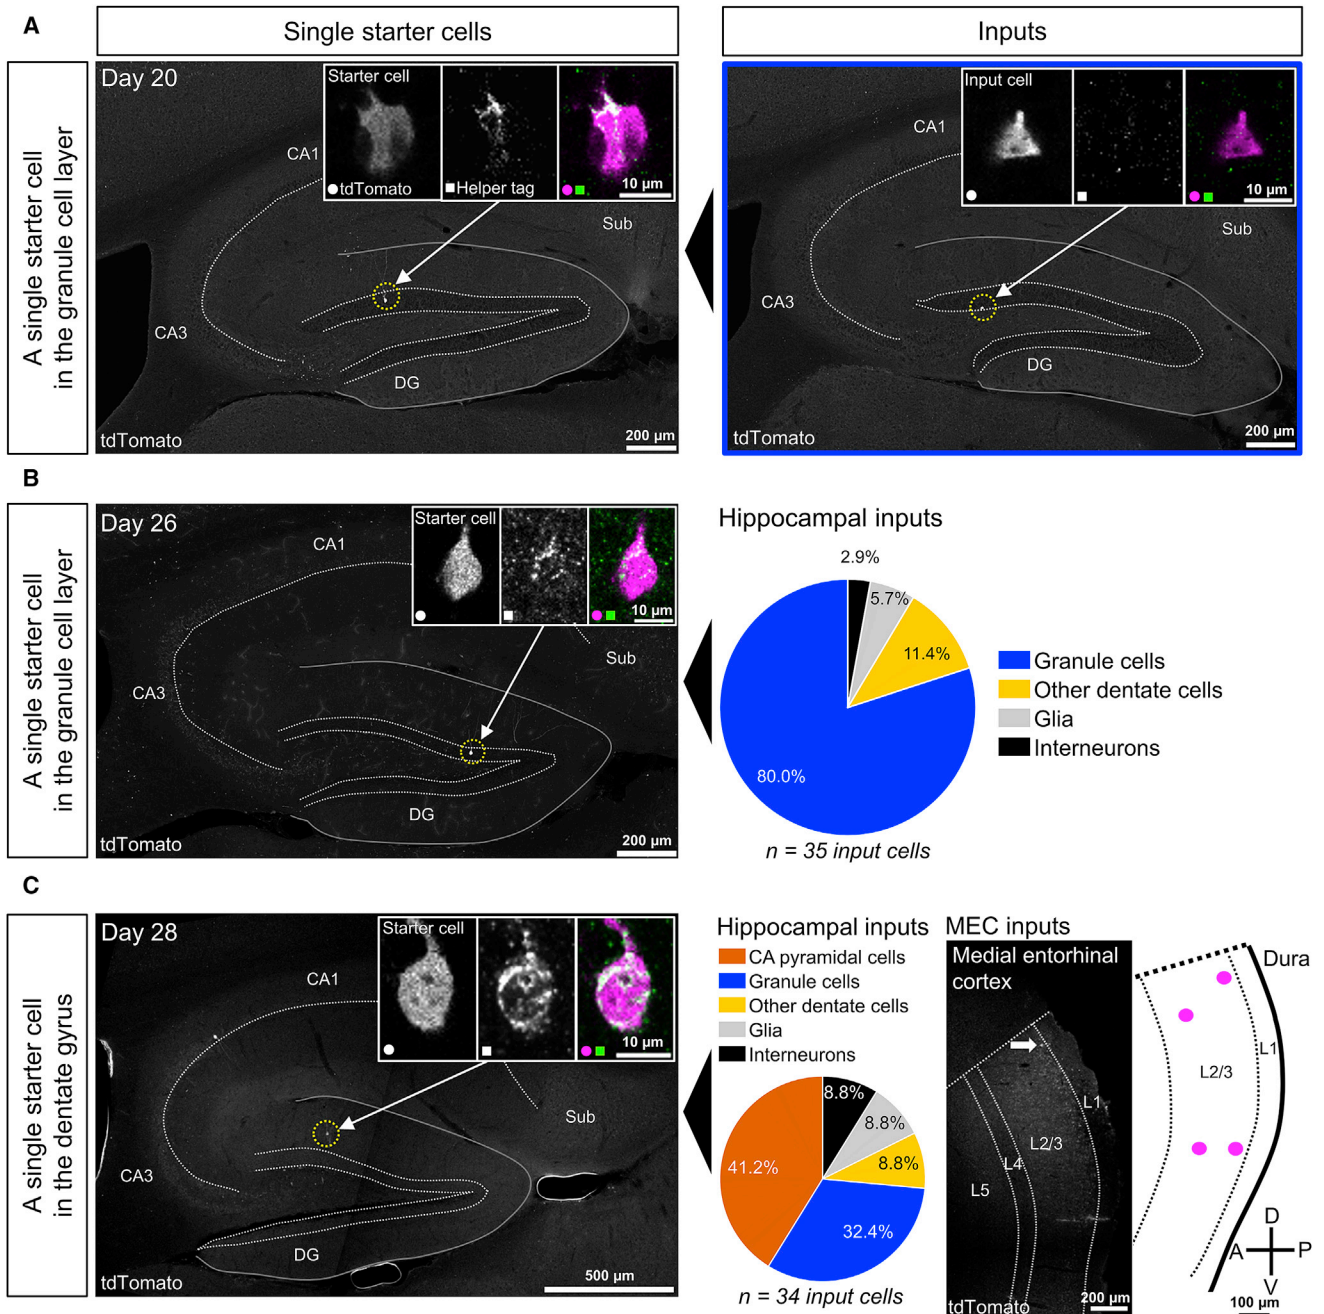 A
Single starter cells
Inputs
A single starter cell
in the granule cell layer
Day 20
Starter cell
tdTomato
Helper tag
10 µm
CA1
CA3
Sub
DG
tdTomato
200 µm
Input cell
10 µm
CA1
CA3
Sub
DG
tdTomato
200 µm
B
A single starter cell
in the granule cell layer
Day 26
Starter cell
10 µm
CA1
CA3
Sub
DG
tdTomato
200 µm
Hippocampal inputs
2.9%
5.7%
11.4%
80.0%
n = 35 input cells
Granule cells
Other dentate cells
Glia
Interneurons
C
A single starter cell
in the dentate gyrus
Day 28
Starter cell
10 µm
CA1
CA3
Sub
DG
tdTomato
500 µm
Hippocampal inputs
CA pyramidal cells
Granule cells
Other dentate cells
Glia
Interneurons
8.8%
8.8%
8.8%
41.2%
32.4%
n = 34 input cells
MEC inputs
Medial entorhinal
cortex
L1
L2/3
L4
L5
tdTomato
200 µm
Dura
L1
L2/3
D
A
P
V
100 µm